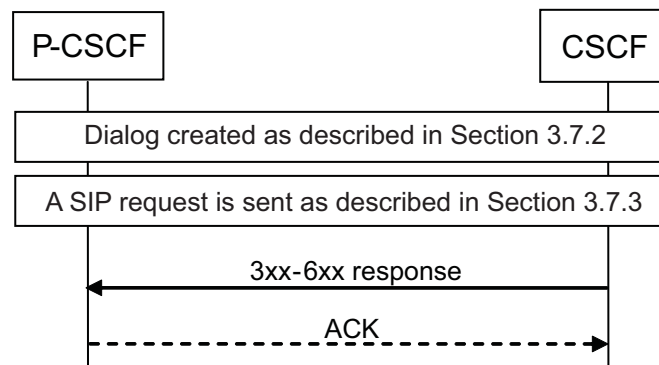 P-CSCF
CSCF
Dialog created as described in Section 3.7.2
A SIP request is sent as described in Section 3.7.3
3xx-6xx response
ACK